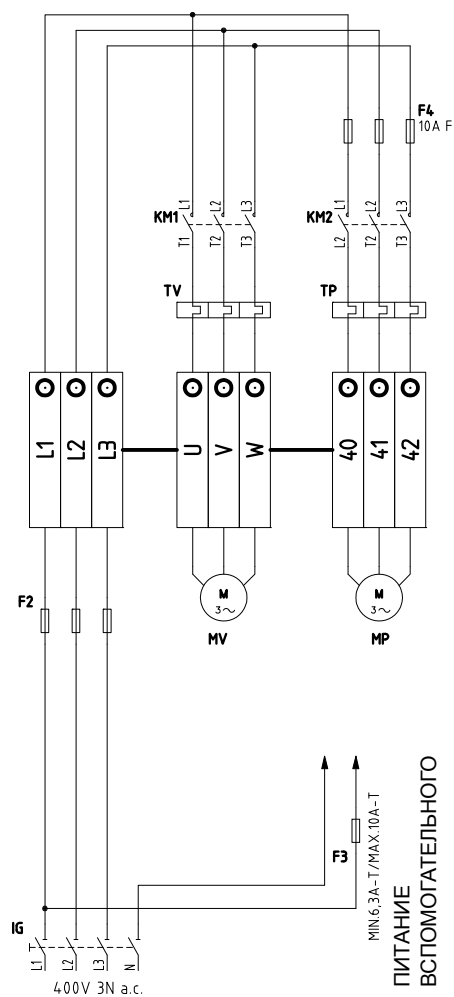 F4
10A F
L1
L2
L3
KM1
T1
T2
T3
L1
L2
L3
KM2
L2
T2
T3
TV
TP
L1
L2
L3
U
V
W
40
41
42
M
3~
MV
M
3~
MP
F2
F3
MIN.6,3A-T/MAX.10A-T
ПИТАНИЕ
ВСПОМОГАТЕЛЬНОГО
IG
L1
L2
L3
N
400V 3N a.c.